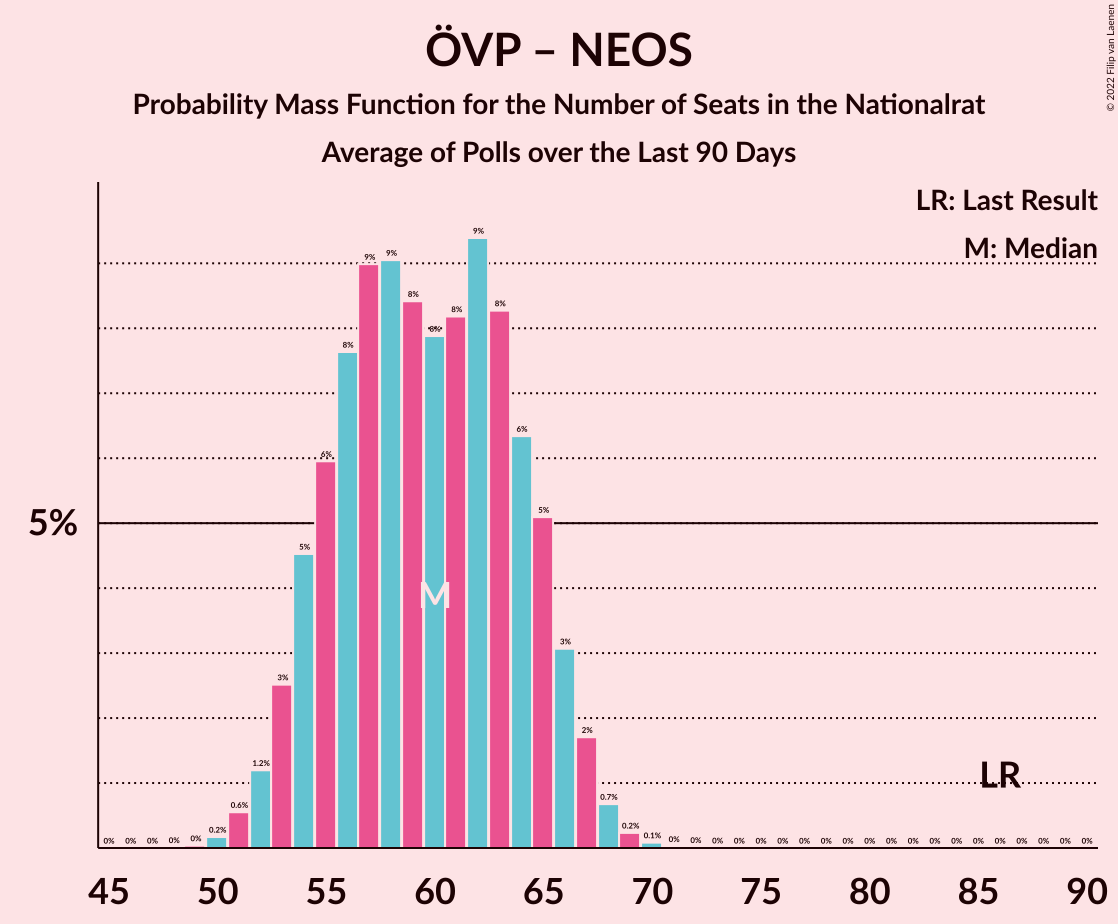 ÖVP – NEOS
Probability Mass Function for the Number of Seats in the Nationalrat
Average of Polls over the Last 90 Days
© 2022 Filip van Laenen
LR: Last Result
M: Median
5%
0% 0% 0% 0% 0% 0.2% 0.6% 1.2% 3% 5% 6% 8% 9% 9% 8% 8% 8% 9% 8% 6% 5% 3% 2% 0.7% 0.2% 0.1% 0% 0% 0% 0% 0% 0% 0% 0% 0% 0% 0% 0% 0% 0% 0% 0% 0% 0% 0% 0%
M
LR
45 50 55 60 65 70 75 80 85 90